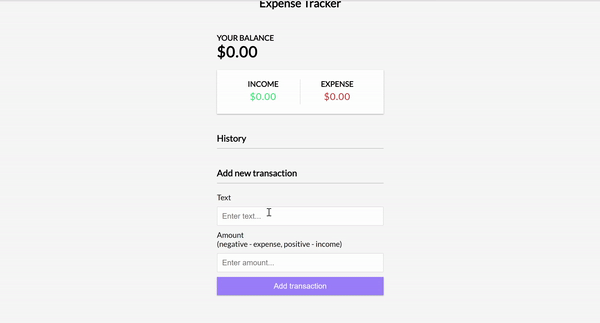 Expense Tracker
YOUR BALANCE
$0.00
INCOME
EXPENSE
$0.00
$0.00
History
Add new transaction
Text
Enter text...
Amount
(negative - expense, positive - income)
Enter amount...
Add transaction